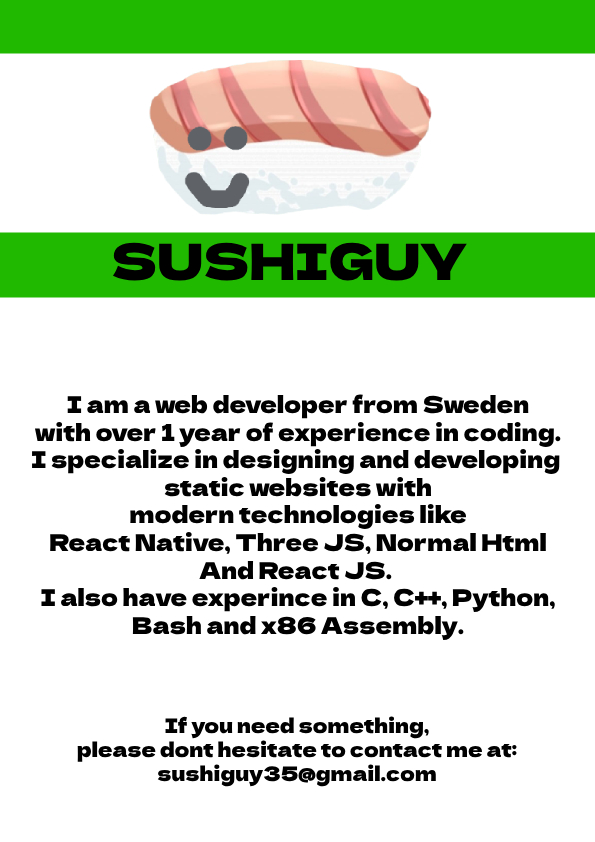 SUSHIGUY
I am a web developer from Sweden
with over 1 year of experience in coding.
I specialize in designing and developing
static websites with
modern technologies like
React Native, Three JS, Normal Html
And React JS.
I also have experince in C, C++, Python,
Bash and x86 Assembly.
If you need something,
please dont hesitate to contact me at:
sushiguy35@gmail.com